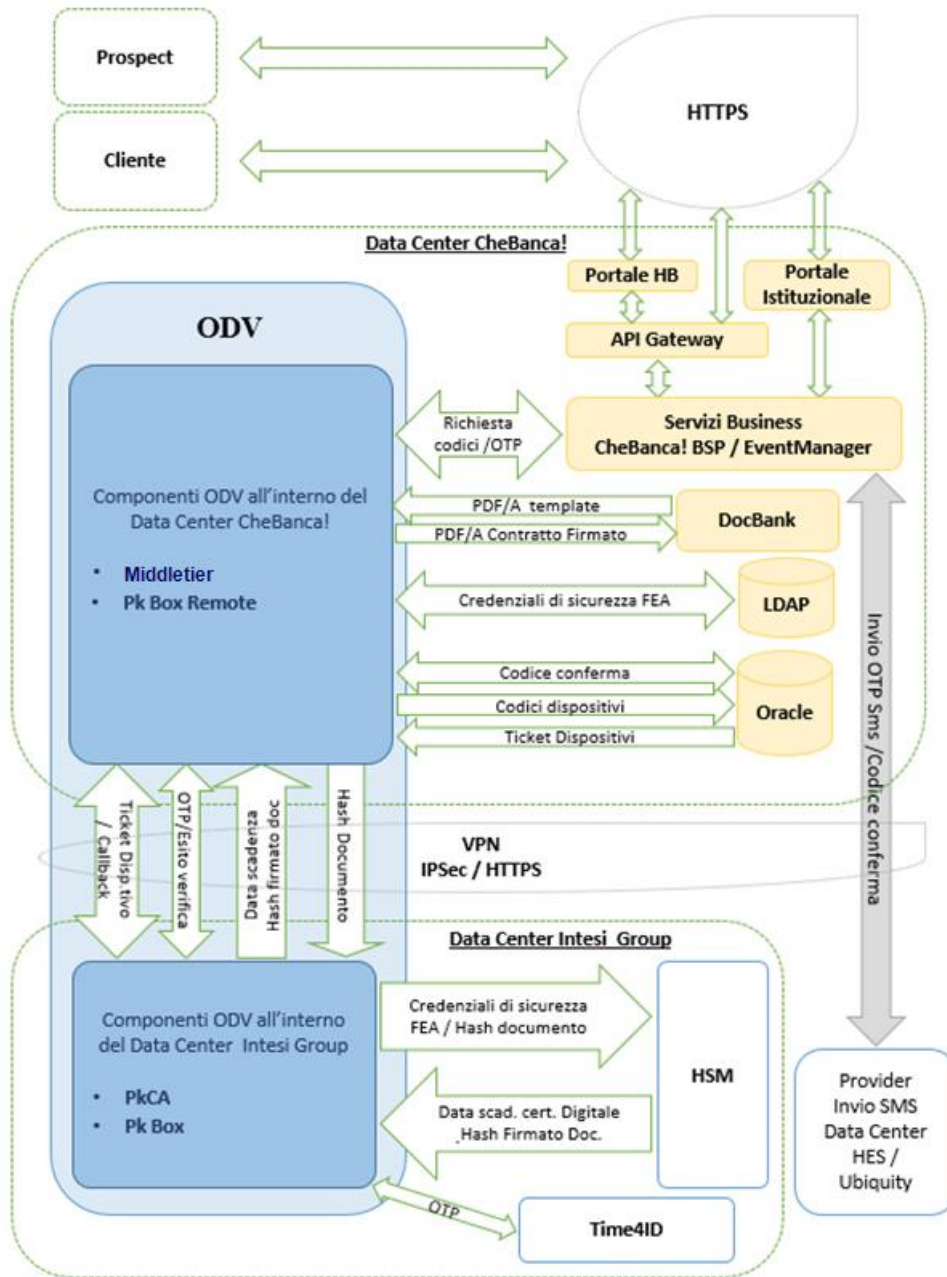 Prospect
HTTPS
Cliente
Data Center CheBanca!
Portale HB
Portale
Istituzionale
ODV
API Gateway
Richiesta
codici /OTP
Servizi Business
CheBanca! BSP / EventManager
Componenti ODV all'interno del
Data Center CheBanca!
• Middletier
• Pk Box Remote
PDF/A template
PDF/A Contratto Firmato
DocBank
Credenziali di sicurezza FEA
LDAP
Codice conferma
Codici dispositivi
Ticket Dispositivi
Oracle
Invio OTP Sms /Codice conferma
Ticket Disp.tivo
/ Callback
OTP/Esito verifica
Data scadenza
Hash firmato doc
Hash Documento
VPN
IPSec / HTTPS
Data Center Intesi Group
Componenti ODV all'interno
del Data Center Intesi Group
• PkCA
• Pk Box
Credenziali di sicurezza
FEA / Hash documento
HSM
Data scad. cert. Digitale
Hash Firmato Doc.
Provider
Invio SMS
Data Center
HES /
Ubiquity
OTP
Time4ID